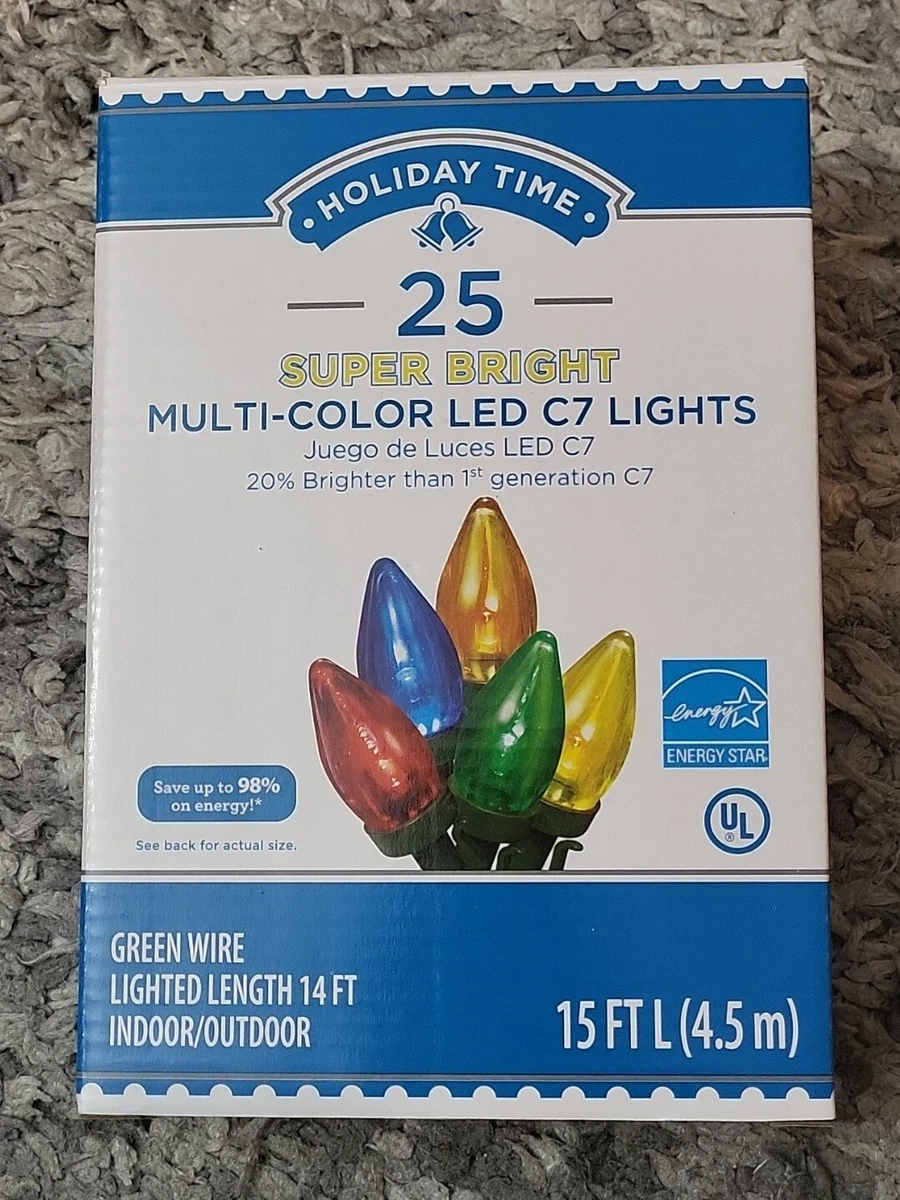 HOLIDAY TIME
25
SUPER BRIGHT
MULTI-COLOR LED C7 LIGHTS
Juego de Luces LED C7
20% Brighter than 1st generation C7
energy
ENERGY STAR
Save up to 98%
on energy!*
UL
®
See back for actual size.
GREEN WIRE
LIGHTED LENGTH 14 FT
INDOOR/OUTDOOR
15 FT L (4.5 m)